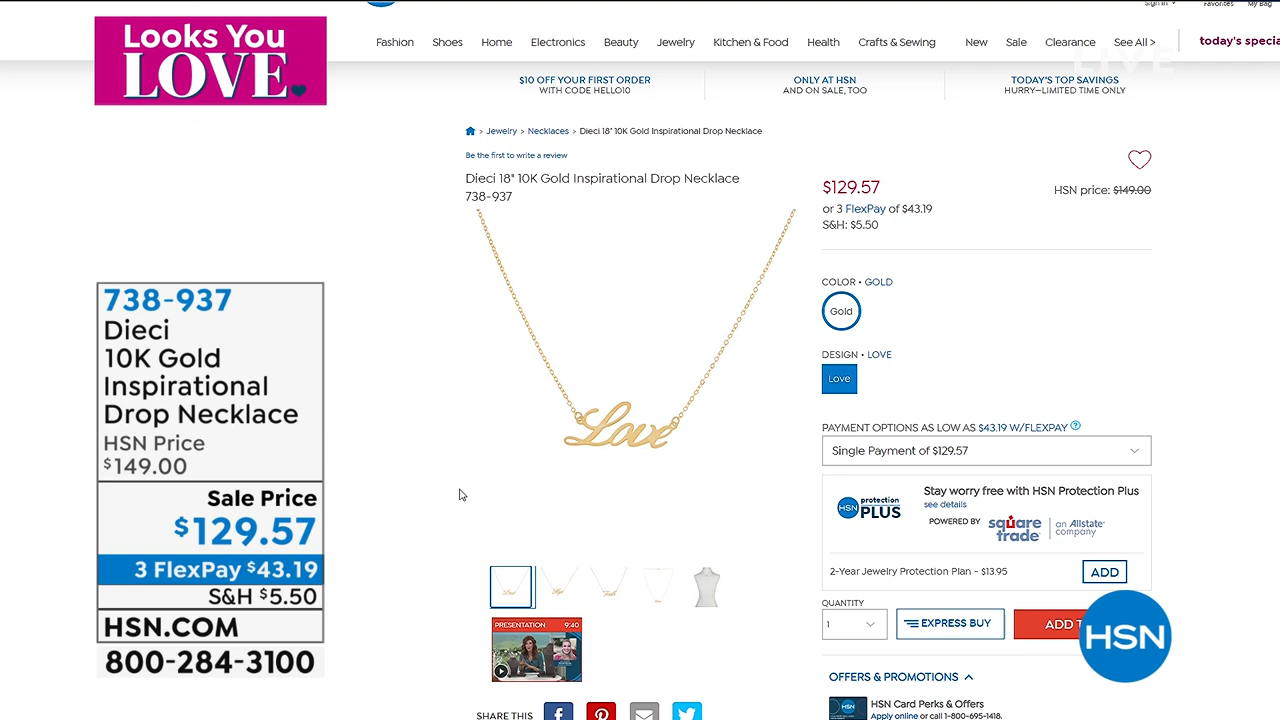 Sign In
Favorites
My Bag
Looks You
LOVE
Fashion Shoes Home Electronics Beauty Jewelry Kitchen & Food Health Crafts & Sewing New Sale Clearance See All >
today's specia
LIVE
$10 OFF YOUR FIRST ORDER
WITH CODE HELLO10
ONLY AT HSN
AND ON SALE, TOO
TODAY'S TOP SAVINGS
HURRY—LIMITED TIME ONLY
> Jewelry > Necklaces > Dieci 18" 10K Gold Inspirational Drop Necklace
Be the first to write a review
Dieci 18" 10K Gold Inspirational Drop Necklace
738-937
Love
$129.57
HSN price: $149.00
or 3 FlexPay of $43.19
S&H: $5.50
COLOR • GOLD
Gold
DESIGN • LOVE
Love
PAYMENT OPTIONS AS LOW AS $43.19 W/FLEXPAY ?
Single Payment of $129.57
HSN protection PLUS
Stay worry free with HSN Protection Plus
see details
POWERED BY square trade
an Allstate company
2-Year Jewelry Protection Plan - $13.95
ADD
QUANTITY
1
EXPRESS BUY
ADD T
HSN
OFFERS & PROMOTIONS
HSN
HSN Card Perks & Offers
Apply online or call 1-800-695-1418.
PRESENTATION 9:40
SHARE THIS
738-937
Dieci
10K Gold
Inspirational
Drop Necklace
HSN Price
$149.00
Sale Price
$129.57
3 FlexPay $43.19
S&H $5.50
HSN.COM
800-284-3100